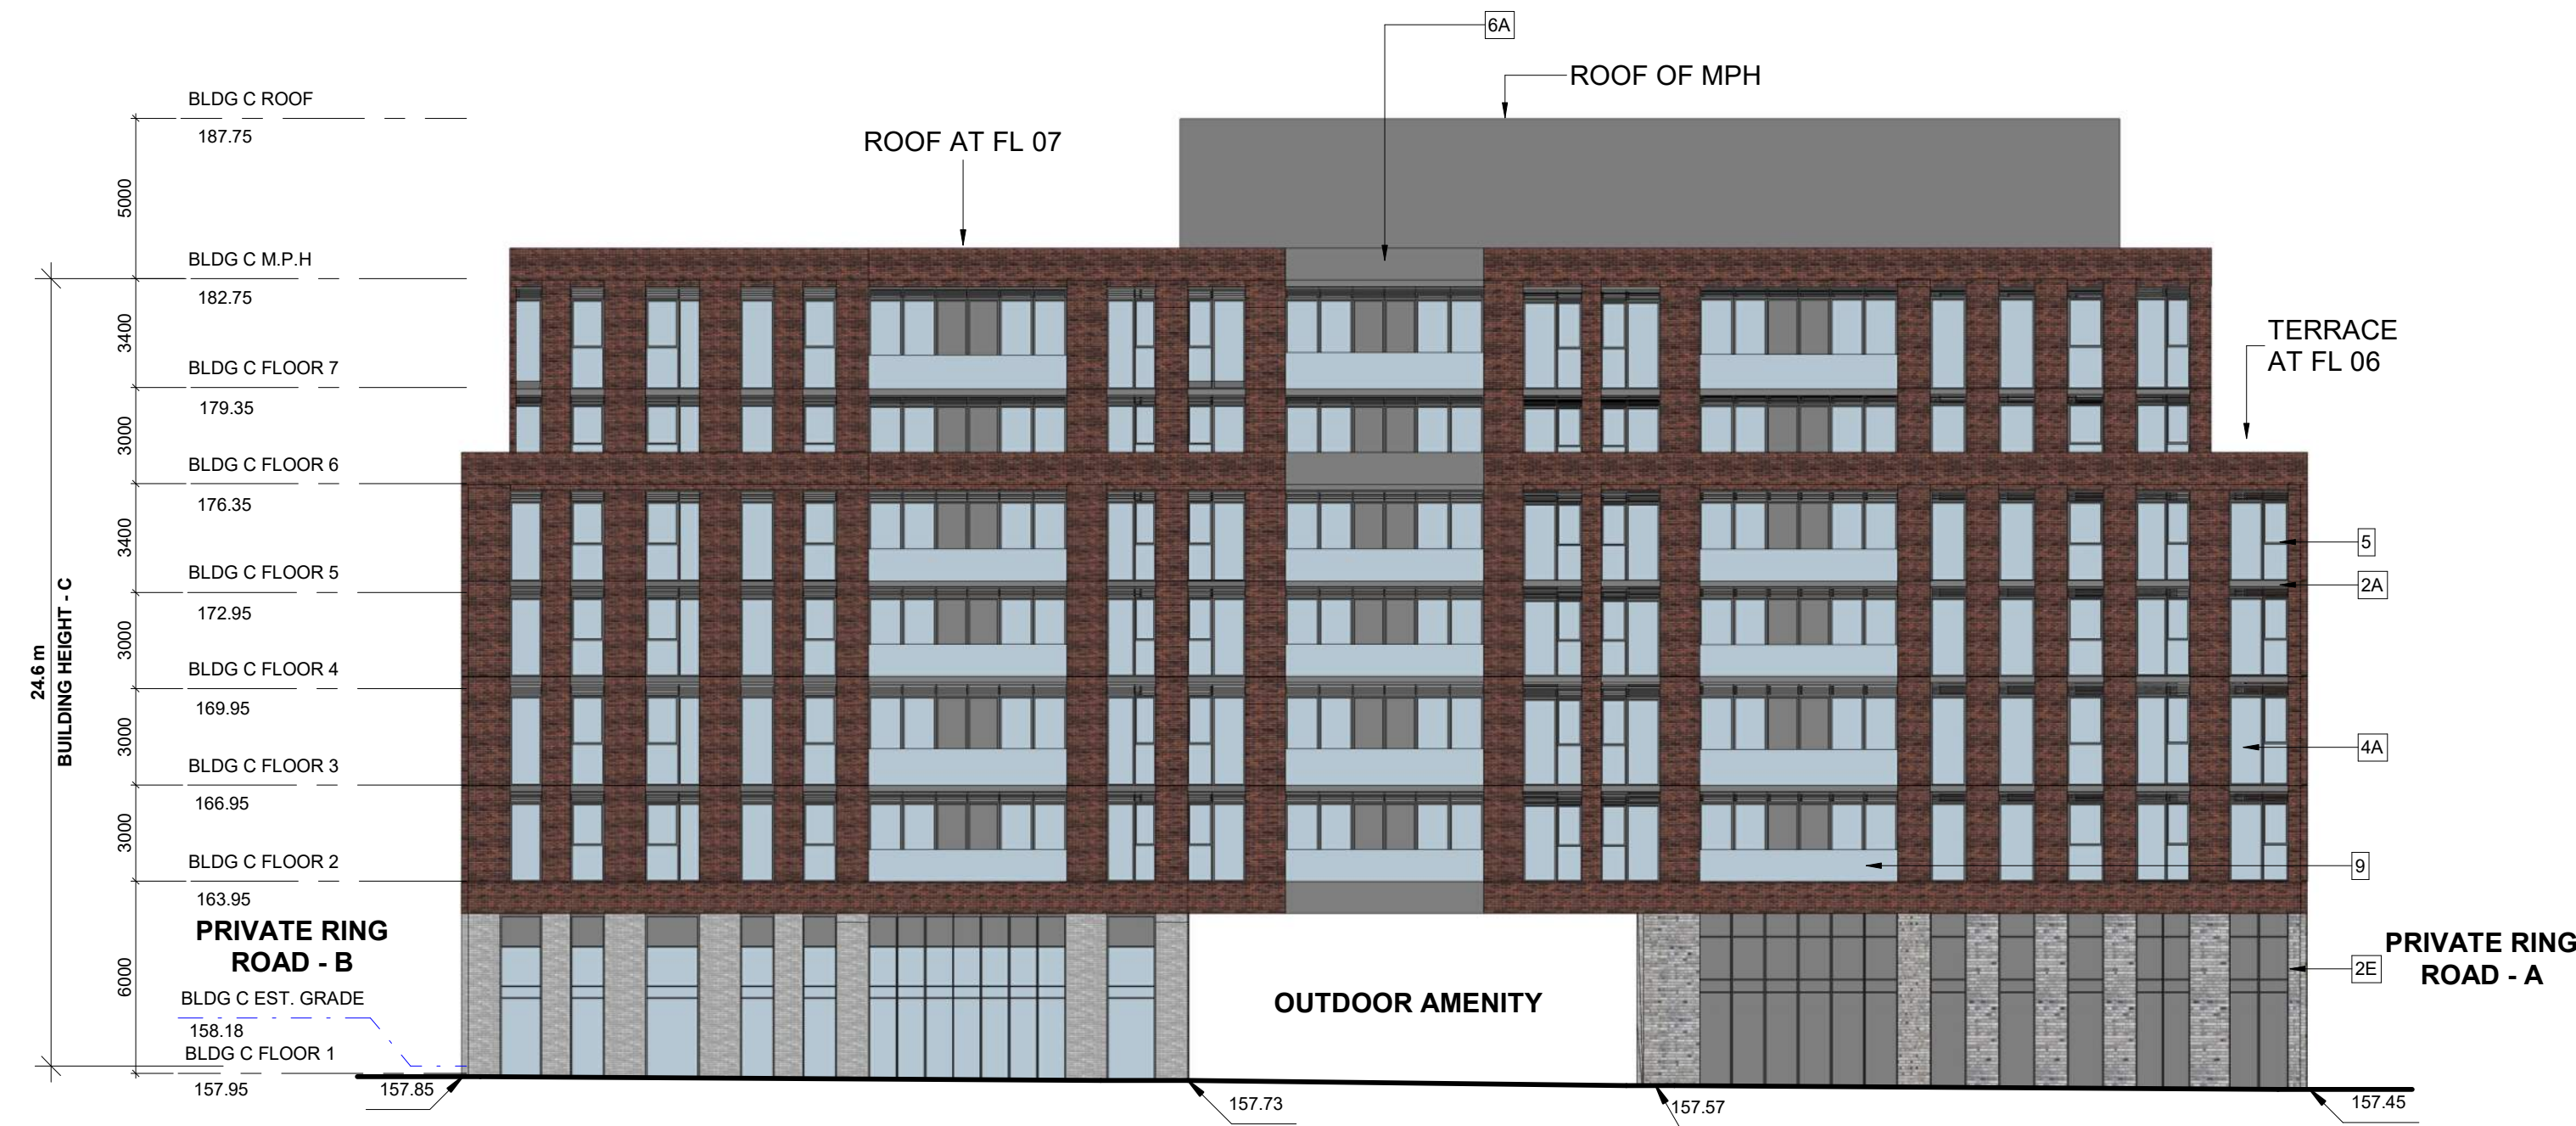 6A
ROOF OF MPH
BLDG C ROOF
187.75
ROOF AT FL 07
5000
BLDG C M.P.H
182.75
3400
TERRACE
AT FL 06
BLDG C FLOOR 7
179.35
3000
BLDG C FLOOR 6
176.35
3400
5
BLDG C FLOOR 5
2A
172.95
3000
24.6 m
BUILDING HEIGHT - C
BLDG C FLOOR 4
169.95
3000
4A
BLDG C FLOOR 3
166.95
3000
BLDG C FLOOR 2
9
163.95
PRIVATE RING
ROAD - B
6000
PRIVATE RING
ROAD - A
2E
BLDG C EST. GRADE
OUTDOOR AMENITY
158.18
BLDG C FLOOR 1
157.95
157.85
157.73
157.57
157.45